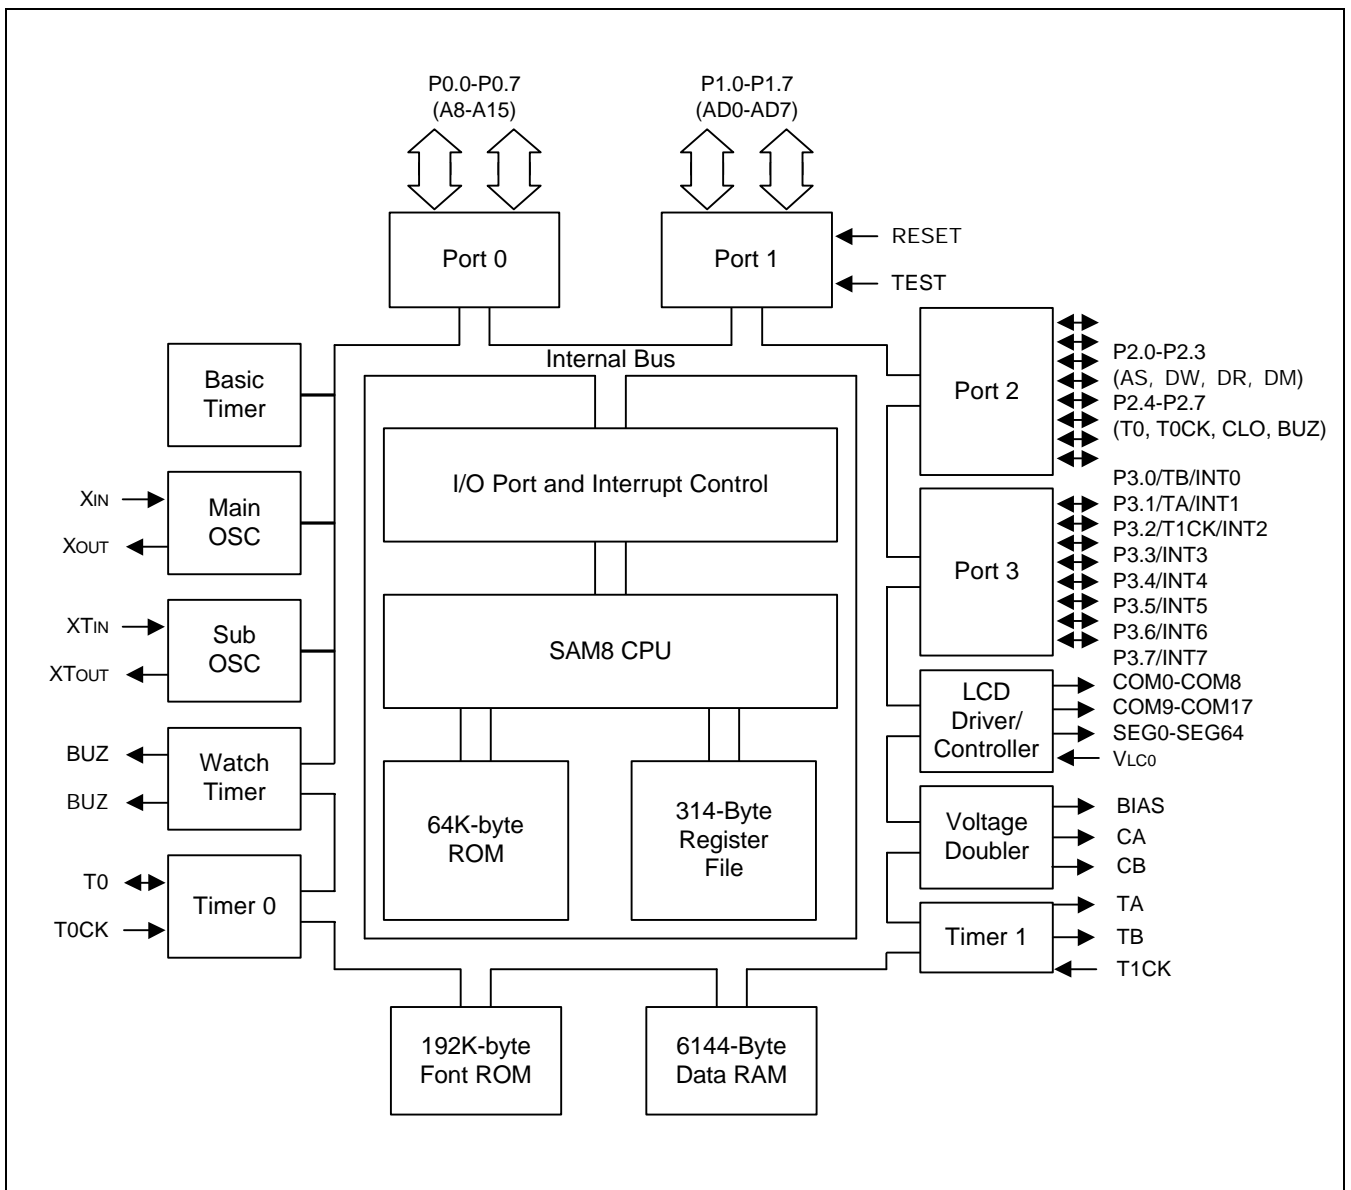 P0.0-P0.7
(A8-A15)
P1.0-P1.7
(AD0-AD7)
Port 0
Port 1
RESET
TEST
Internal Bus
Basic
Timer
Port 2
P2.0-P2.3
(AS, DW, DR, DM)
P2.4-P2.7
(T0, T0CK, CLO, BUZ)
I/O Port and Interrupt Control
XIN
XOUT
Main
OSC
Port 3
P3.0/TB/INT0
P3.1/TA/INT1
P3.2/T1CK/INT2
P3.3/INT3
P3.4/INT4
P3.5/INT5
P3.6/INT6
P3.7/INT7
XTIN
XTOUT
Sub
OSC
SAM8 CPU
LCD
Driver/
Controller
COM0-COM8
COM9-COM17
SEG0-SEG64
VLC0
BUZ
BUZ
Watch
Timer
64K-byte
ROM
314-Byte
Register
File
Voltage
Doubler
BIAS
CA
CB
T0
T0CK
Timer 0
Timer 1
TA
TB
T1CK
192K-byte
Font ROM
6144-Byte
Data RAM